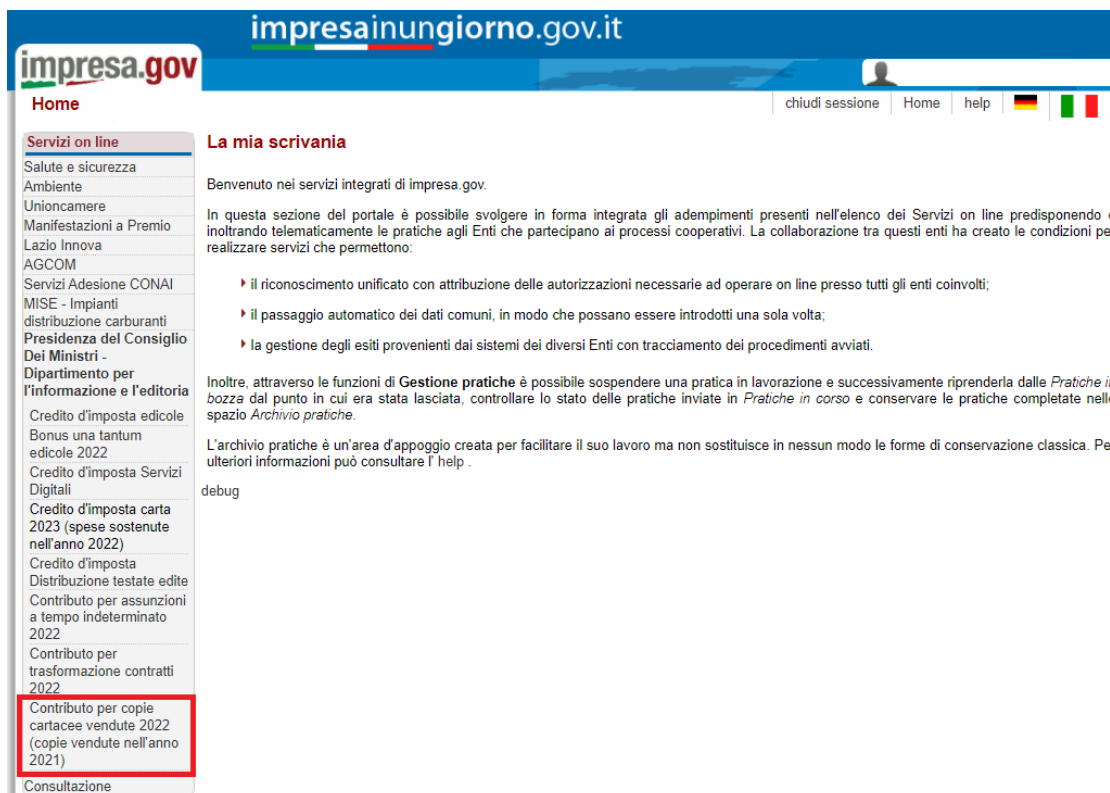 impresainungiorno.gov.it
impresa.gov
Home
chiudi sessione
Home
help
Servizi on line
Salute e sicurezza
Ambiente
Unioncamere
Manifestazioni a Premio
Lazio Innova
AGCOM
Servizi Adesione CONAI
MISE - Impianti
distribuzione carburanti
Presidenza del Consiglio
Dei Ministri -
Dipartimento per
l'informazione e l'editoria
Credito d'imposta edicole
Bonus una tantum
edicole 2022
Credito d'imposta Servizi
Digitali
Credito d'imposta carta
2023 (spese sostenute
nell'anno 2022)
Credito d'imposta
Distribuzione testate edite
Contributo per assunzioni
a tempo indeterminato
2022
Contributo per
trasformazione contratti
2022
Contributo per copie
cartacee vendute 2022
(copie vendute nell'anno
2021)
Consultazione
La mia scrivania
Benvenuto nei servizi integrati di impresa.gov.
In questa sezione del portale è possibile svolgere in forma integrata gli adempimenti presenti nell'elenco dei Servizi on line predisponendo e
inoltrando telematicamente le pratiche agli Enti che partecipano ai processi cooperativi. La collaborazione tra questi enti ha creato le condizioni pe
realizzare servizi che permettono:
il riconoscimento unificato con attribuzione delle autorizzazioni necessarie ad operare on line presso tutti gli enti coinvolti;
il passaggio automatico dei dati comuni, in modo che possano essere introdotti una sola volta;
la gestione degli esiti provenienti dai sistemi dei diversi Enti con tracciamento dei procedimenti avviati.
Inoltre, attraverso le funzioni di Gestione pratiche è possibile sospendere una pratica in lavorazione e successivamente riprenderla dalle Pratiche i
bozza dal punto in cui era stata lasciata, controllare lo stato delle pratiche inviate in Pratiche in corso e conservare le pratiche completate nell
spazio Archivio pratiche.
L'archivio pratiche è un'area d'appoggio creata per facilitare il suo lavoro ma non sostituisce in nessun modo le forme di conservazione classica. Pe
ulteriori informazioni può consultare l' help .
debug